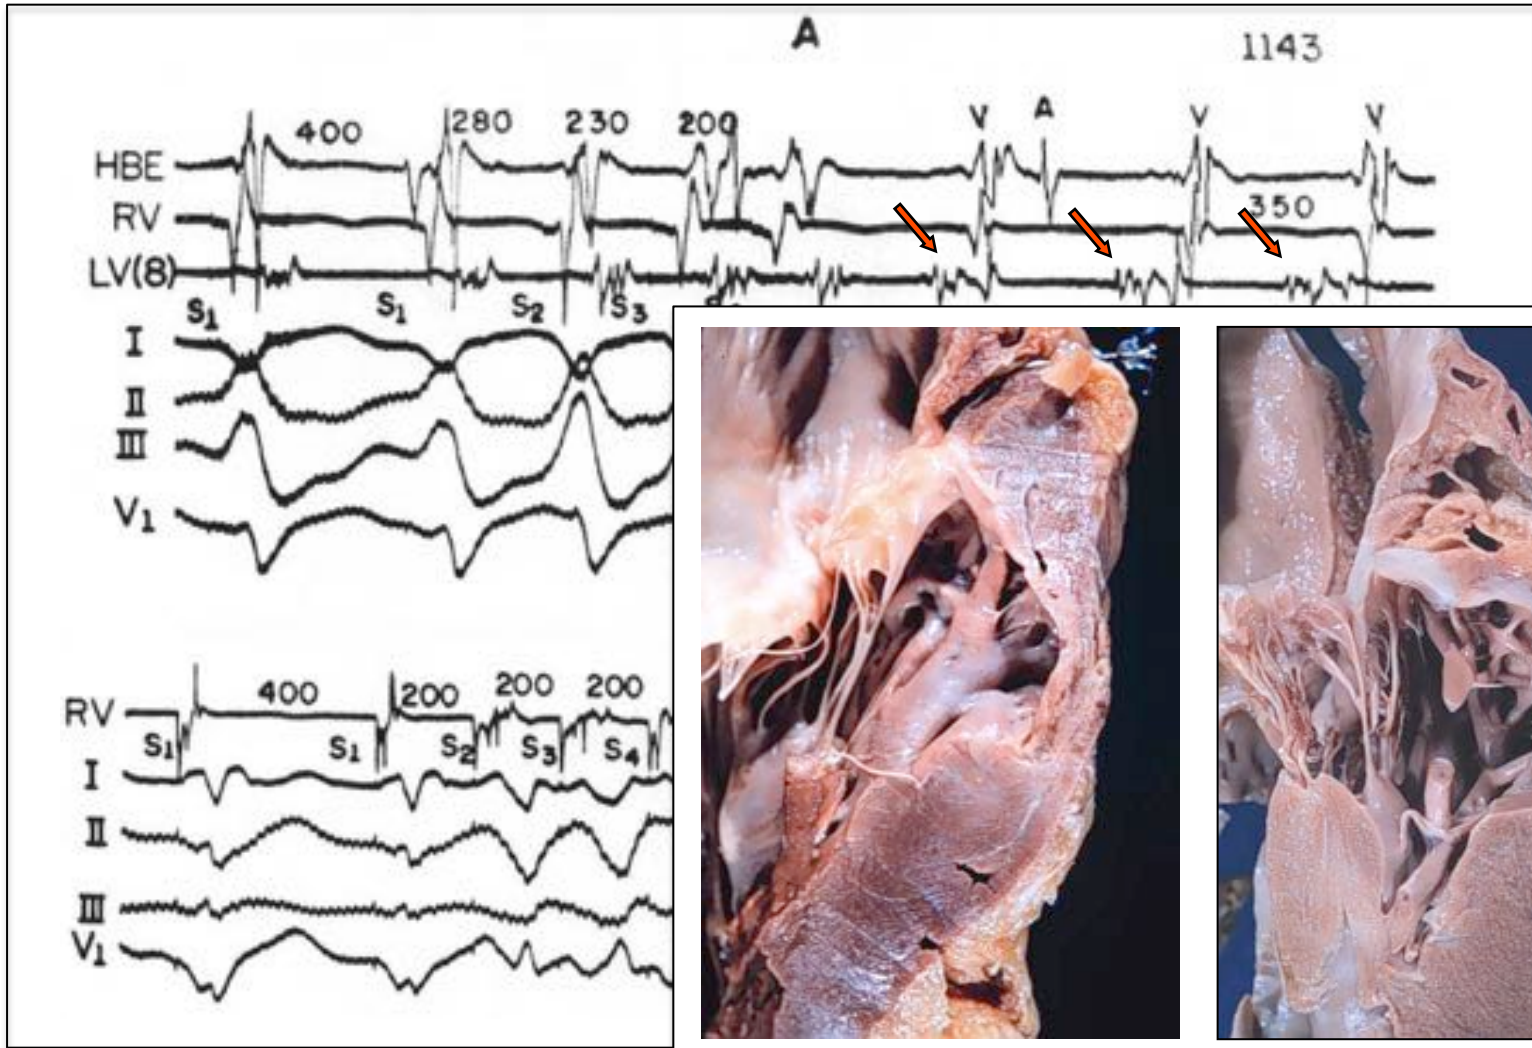 A
1143
400 280 230 200 V A V V
HBE
RV 350
LV(8)
S1 S1 S2 S3
I
II
III
V1
400 200 200 200
RV
S1 S1 S2 S3 S4
I
II
III
V1